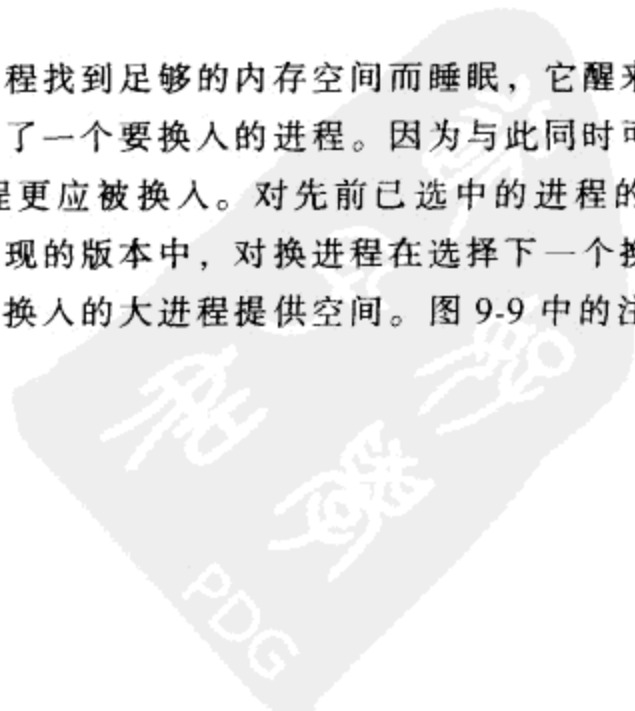 程找到足够的内存空间而睡眠，它醒来
了一个要换入的进程。因为与此同时可
程更应被换入。对先前已选中的进程的
现的版本中，对换进程在选择下一个换
换入的大进程提供空间。图 9-9 中的注
PDG